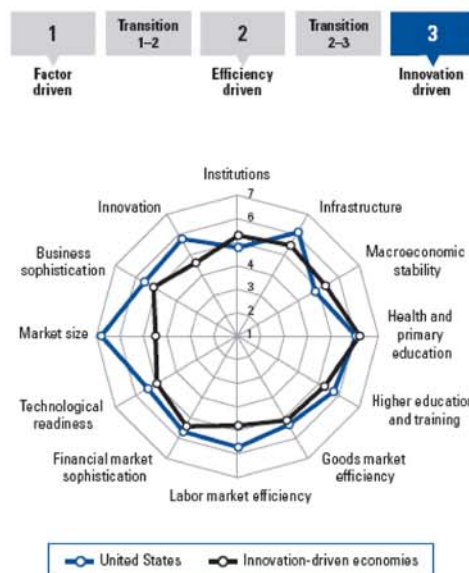 1
Transition
1–2
2
Transition
2–3
3
Factor
driven
Efficiency
driven
Innovation
driven
Institutions
7
Innovation
6
Infrastructure
Business
sophistication
Macroeconomic
stability
4
3
2
Market size
1
Health and
primary
education
Technological
readiness
Higher education
and training
Financial market
sophistication
Goods market
efficiency
Labor market efficiency
United States
Innovation-driven economies